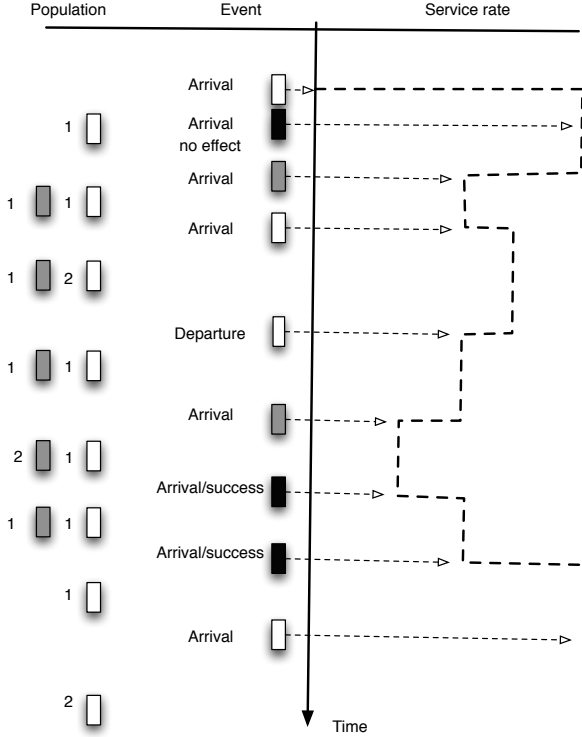 Population Event Service rate
Arrival
1 Arrival
no effect
Arrival
1 1
Arrival
1 2
Departure
1 1
Arrival
2 1
Arrival/success
1 1
Arrival/success
1
Arrival
2
Time